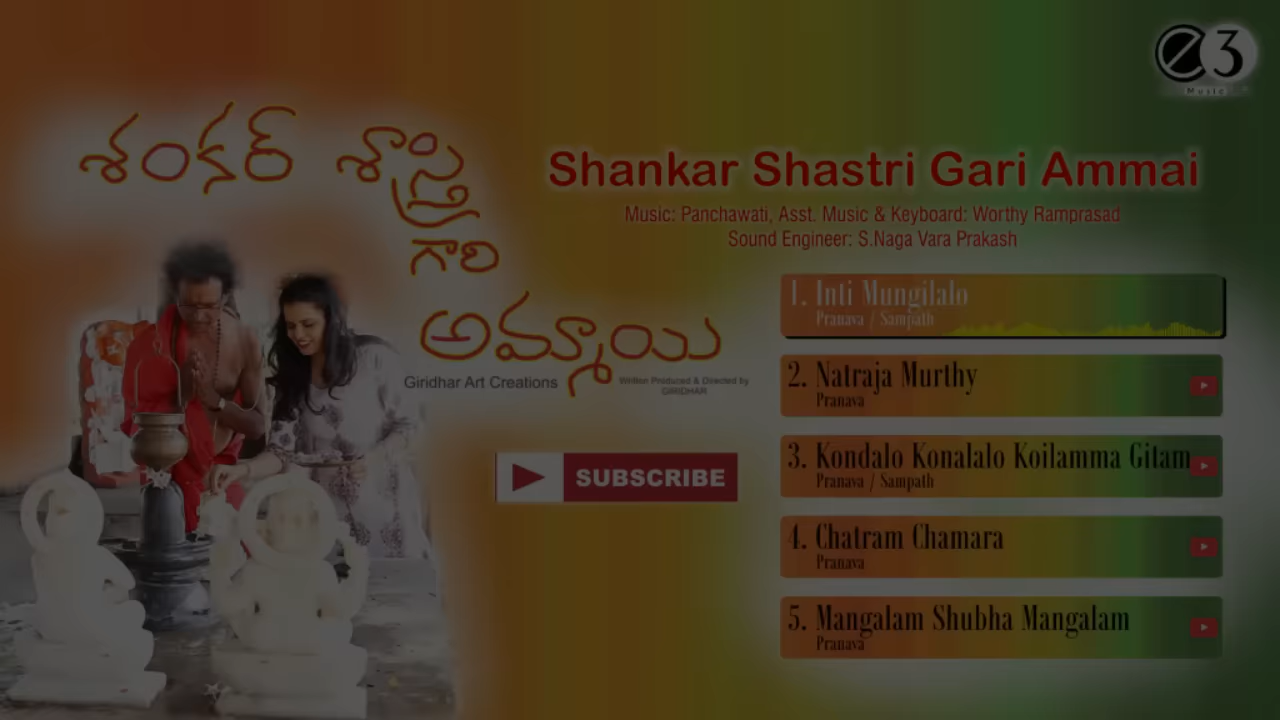 e3
Music
శంకర్ శాస్త్రి
గారి
అమ్మాయి
Giridhar Art Creations
Written Produced & Directed by
GIRIDHAR
Shankar Shastri Gari Ammai
Music: Panchawati, Asst. Music & Keyboard: Worthy Ramprasad
Sound Engineer: S.Naga Vara Prakash
SUBSCRIBE
1. Inti Mungilalo
Pranava / Sampath
2. Natraja Murthy
Pranava
3. Kondalo Konalalo Koilamma Gitam
Pranava / Sampath
4. Chatram Chamara
Pranava
5. Mangalam Shubha Mangalam
Pranava